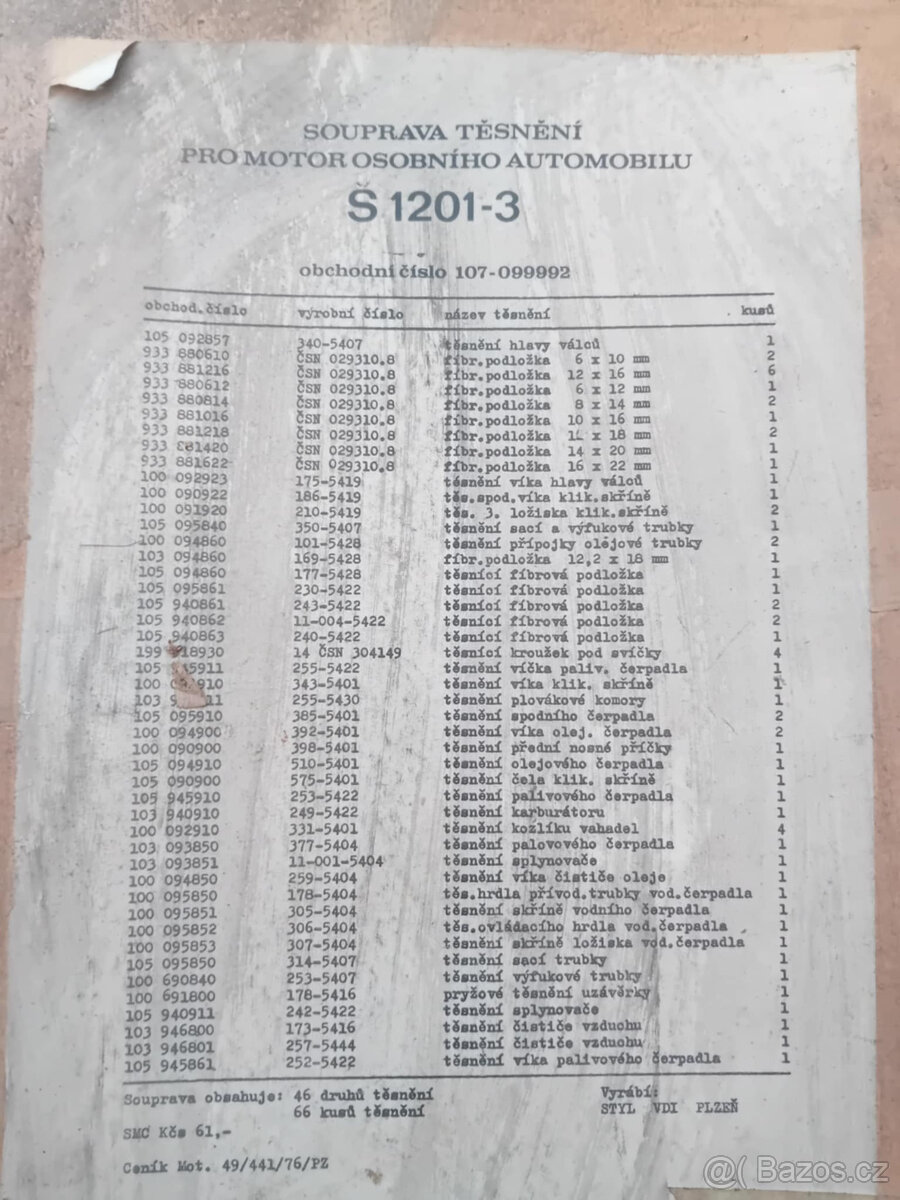 SOUPRAVA TĚSNĚNÍ
PRO MOTOR OSOBNÍHO AUTOMOBILU
Š 1201-3
obchodní číslo 107-099992
obchod.číslo výrobní číslo název těsnění kusů
105 092857 340-5407 těsnění hlavy válců 1
933 880610 ČSN 029310.8 fíbr.podložka 6 x 10 mm 2
933 881216 ČSN 029310.8 fíbr.podložka 12 x 16 mm 6
933 880612 ČSN 029310.8 fíbr.podložka 6 x 12 mm 1
933 880814 ČSN 029310.8 fíbr.podložka 8 x 14 mm 2
933 881016 ČSN 029310.8 fíbr.podložka 10 x 16 mm 1
933 881218 ČSN 029310.8 fíbr.podložka x 18 mm 2
933 881420 ČSN 029310.8 fíbr.podložka 14 x 20 mm 1
933 881622 ČSN 029310.8 fíbr.podložka 16 x 22 mm 1
100 092923 175-5419 těsnění víka hlavy válců 1
100 090922 186-5419 těs.spod.víka klik.skříně 1
100 091920 210-5419 těs. 3. ložiska klik.skříně 2
105 095840 350-5407 těsnění sací a výfukové trubky 1
100 094860 101-5428 těsnění přípojky olejové trubky 2
103 094860 169-5428 fíbr.podložka 12,2 x 18 mm 1
105 094860 177-5428 těsnící fíbrová podložka 1
105 095861 230-5422 těsnící fíbrová podložka 1
105 940861 243-5422 těsnící fíbrová podložka 2
105 940862 11-004-5422 těsnící fíbrová podložka 2
105 940863 240-5422 těsnící fíbrová podložka 1
199 14 ČSN 304149 těsnící kroužek pod svíčky 4
105 255-5422 těsnění víčka paliv. čerpadla 1
100 343-5401 těsnění víka klik. skříně 1
103 255-5430 těsnění plovákové komory 1
105 095910 385-5401 těsnění spodního čerpadla 2
100 094900 392-5401 těsnění víka olej. čerpadla 2
100 090900 398-5401 těsnění přední nosné příčky 1
105 094910 510-5401 těsnění olejového čerpadla 1
105 090900 575-5401 těsnění čela klik. skříně 1
105 945910 253-5422 těsnění palivového čerpadla 1
103 940910 249-5422 těsnění karburátoru 1
100 092910 331-5401 těsnění kozlíku vahadel 4
103 093850 377-5404 těsnění palovového čerpadla 1
103 093851 11-001-5404 těsnění splynovače 1
100 094850 259-5404 těsnění víka čističe oleje 1
100 095850 178-5404 těs.hrdla přívod.trubky vod.čerpadla 1
100 095851 305-5404 těsnění skříně vodního čerpadla 1
100 095852 306-5404 těs.ovládacího hrdla vod.čerpadla 1
100 095853 307-5404 těsnění skříně ložiska vod.čerpadla 1
105 095850 314-5407 těsnění sací trubky 1
100 690840 253-5407 těsnění výfukové trubky 1
100 691800 178-5416 pryžové těsnění uzávěrky 1
105 940911 242-5422 těsnění splynovače 1
103 946800 173-5416 těsnění čističe vzduchu 1
103 946801 257-5444 těsnění čističe vzduchu 1
105 945861 252-5422 těsnění víka palivového čerpadla 1
Souprava obsahuje: 46 druhů těsnění
66 kusů těsnění
Vyrábí:
STYL VDI PLZEŇ
SMC Kčs 61,-
Ceník Mot. 49/441/76/PZ
@( Bazos.cz